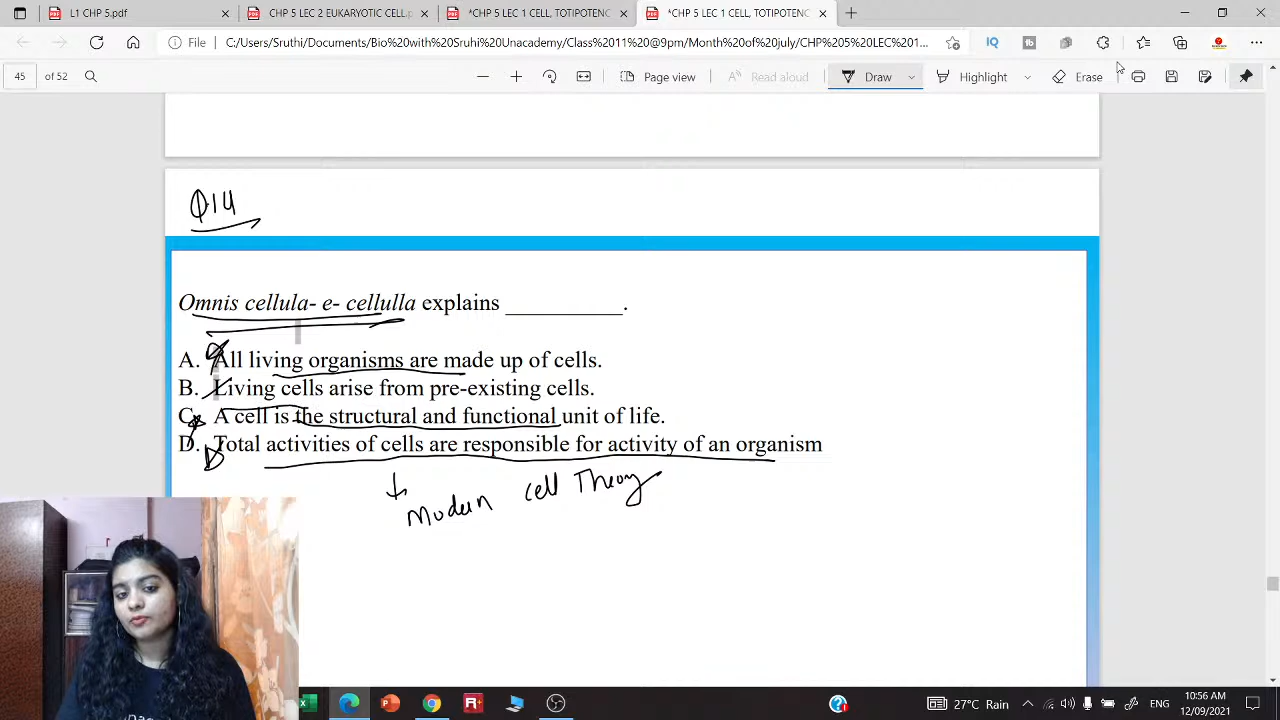 L1 CHP 5.pdf
CHP 5 LEC 2 EUKARYOTIC CELL.p
*CHP 5 LEC 1 CELL, TOTIPOTENC
*CHP 5 LEC 1 CELL, TOTIPOTENC
File
C:/Users/Sruthi/Documents/Bio%20with%20Sruhi%20Unacademy/Class%2011%20@9pm/Month%20of%20july/CHP%205%20LEC%201...
45 of 52
Page view
Read aloud
Draw
Highlight
Erase
Q14
Omnis cellula- e- cellulla explains __________.
A. All living organisms are made up of cells.
B. Living cells arise from pre-existing cells.
C. A cell is the structural and functional unit of life.
D. Total activities of cells are responsible for activity of an organism
Modern cell Theory
27°C Rain
ENG
10:56 AM
12/09/2021